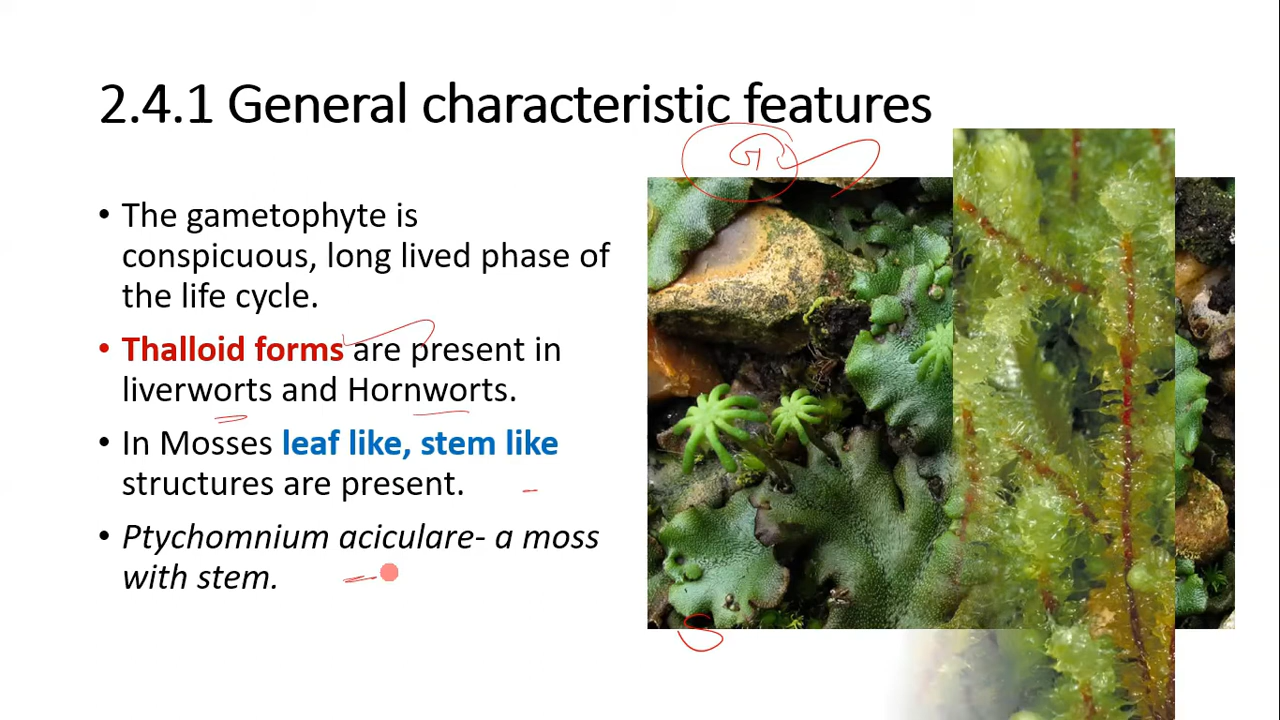 2.4.1 General characteristic features
G
• The gametophyte is
conspicuous, long lived phase of
the life cycle.
• Thalloid forms are present in
liverworts and Hornworts.
• In Mosses leaf like, stem like
structures are present.
• Ptychomnium aciculare- a moss
with stem.
S